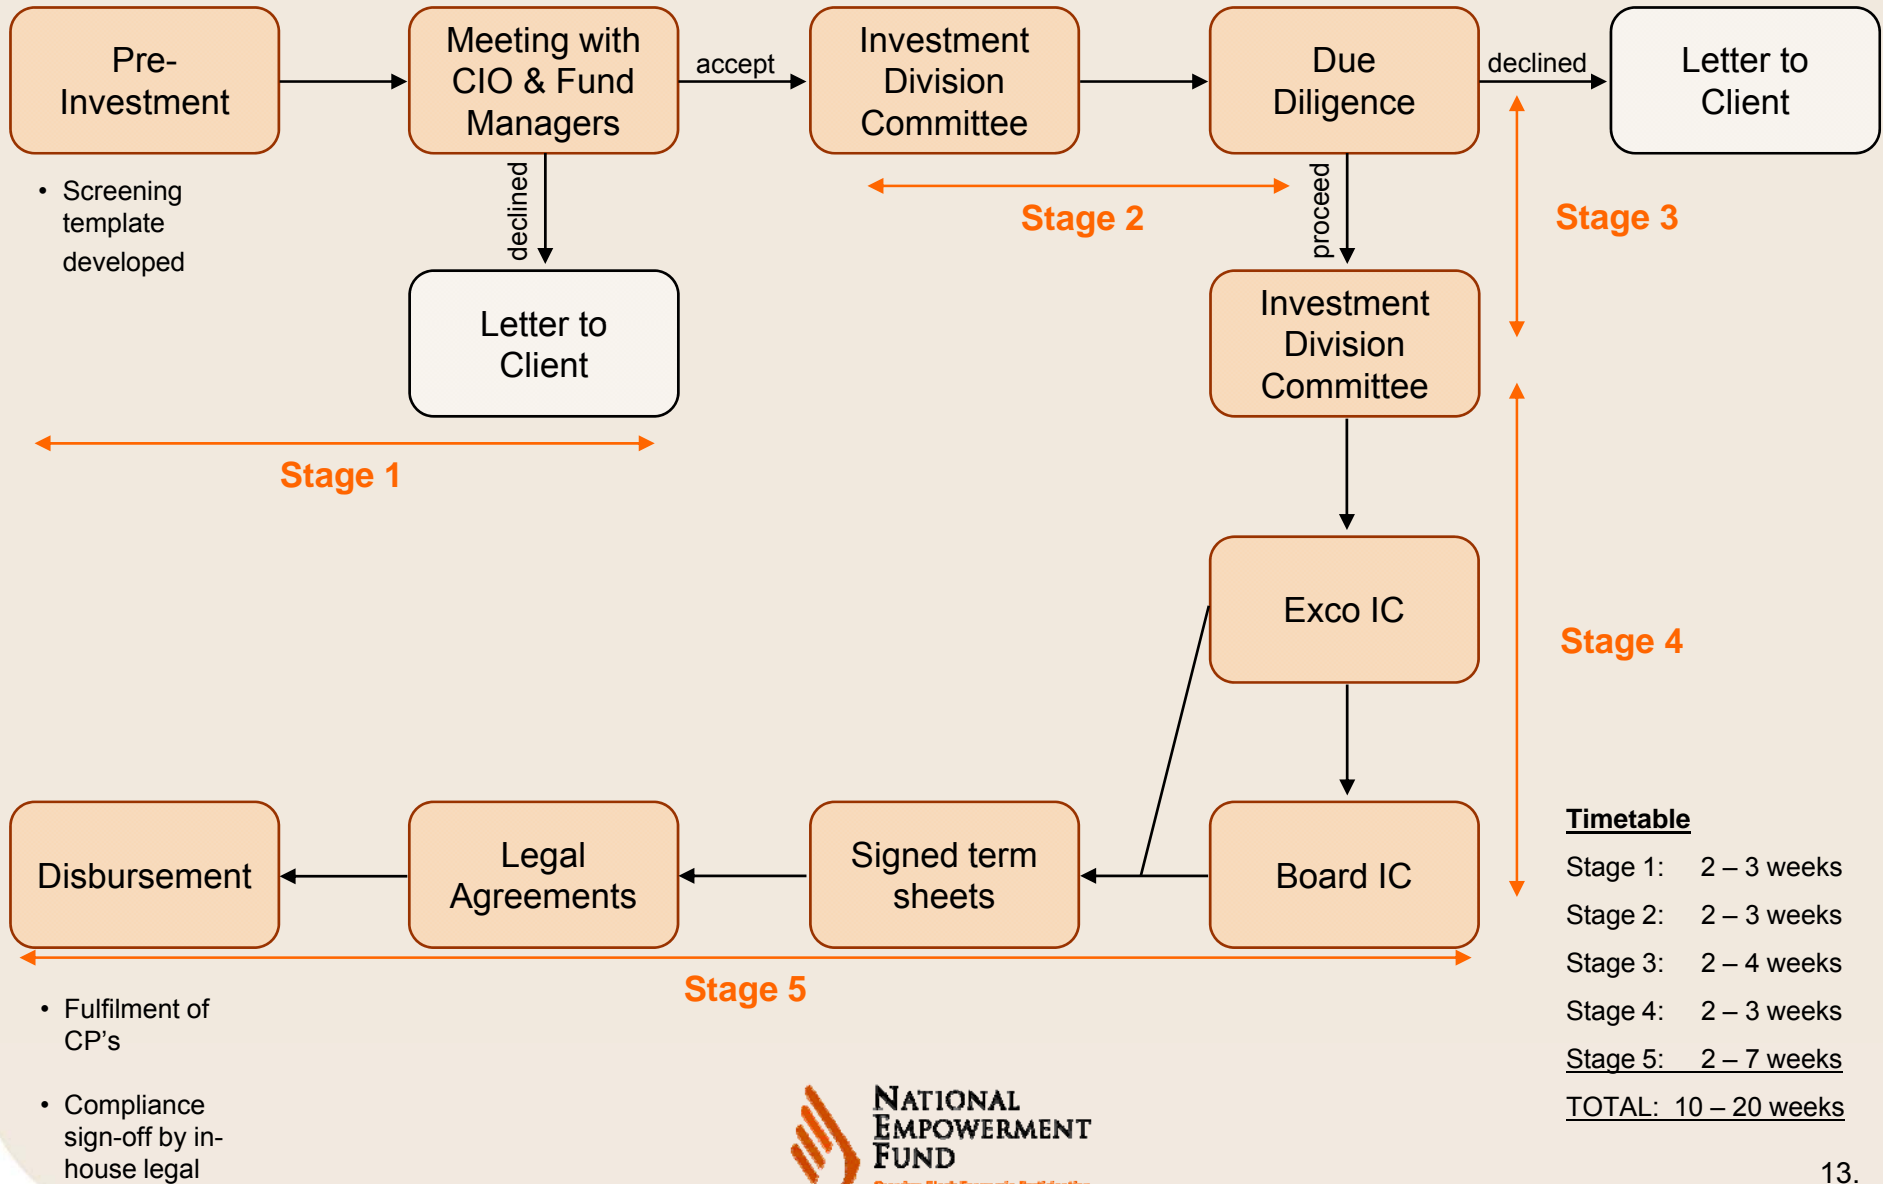 Pre-
Investment
Meeting with
CIO & Fund
Managers
accept
Investment
Division
Committee
Due
Diligence
declined
Letter to
Client
• Screening
template
developed
declined
Stage 2
proceed
Stage 3
Letter to
Client
Investment
Division
Committee
Stage 1
Exco IC
Stage 4
Disbursement
Legal
Agreements
Signed term
sheets
Board IC
Stage 5
Timetable
Stage 1: 2 – 3 weeks
Stage 2: 2 – 3 weeks
Stage 3: 2 – 4 weeks
Stage 4: 2 – 3 weeks
Stage 5: 2 – 7 weeks
TOTAL: 10 – 20 weeks
• Fulfilment of
CP’s
• Compliance
sign-off by in-
house legal
NATIONAL
EMPOWERMENT
FUND
13.